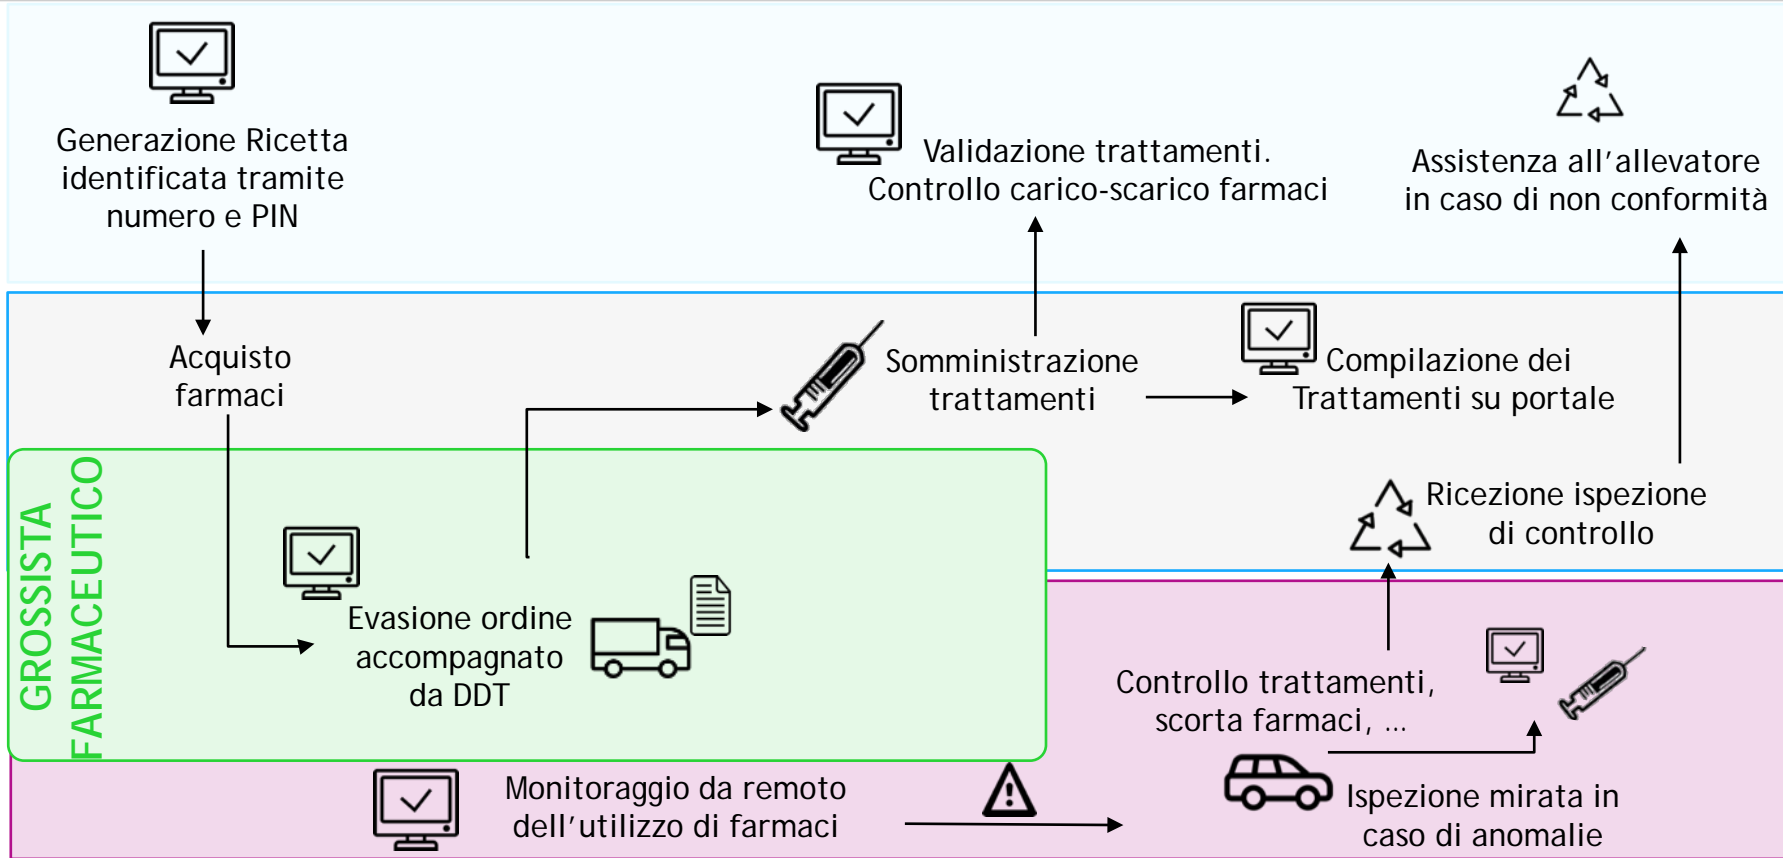 Generazione Ricetta
identificata tramite
numero e PIN
Validazione trattamenti.
Controllo carico-scarico farmaci
Assistenza all'allevatore
in caso di non conformità
Acquisto
farmaci
Somministrazione
trattamenti
Compilazione dei
Trattamenti su portale
Ricezione ispezione
di controllo
GROSSISTA
FARMACEUTICO
Evasione ordine
accompagnato
da DDT
Controllo trattamenti,
scorta farmaci, …
Monitoraggio da remoto
dell'utilizzo di farmaci
Ispezione mirata in
caso di anomalie